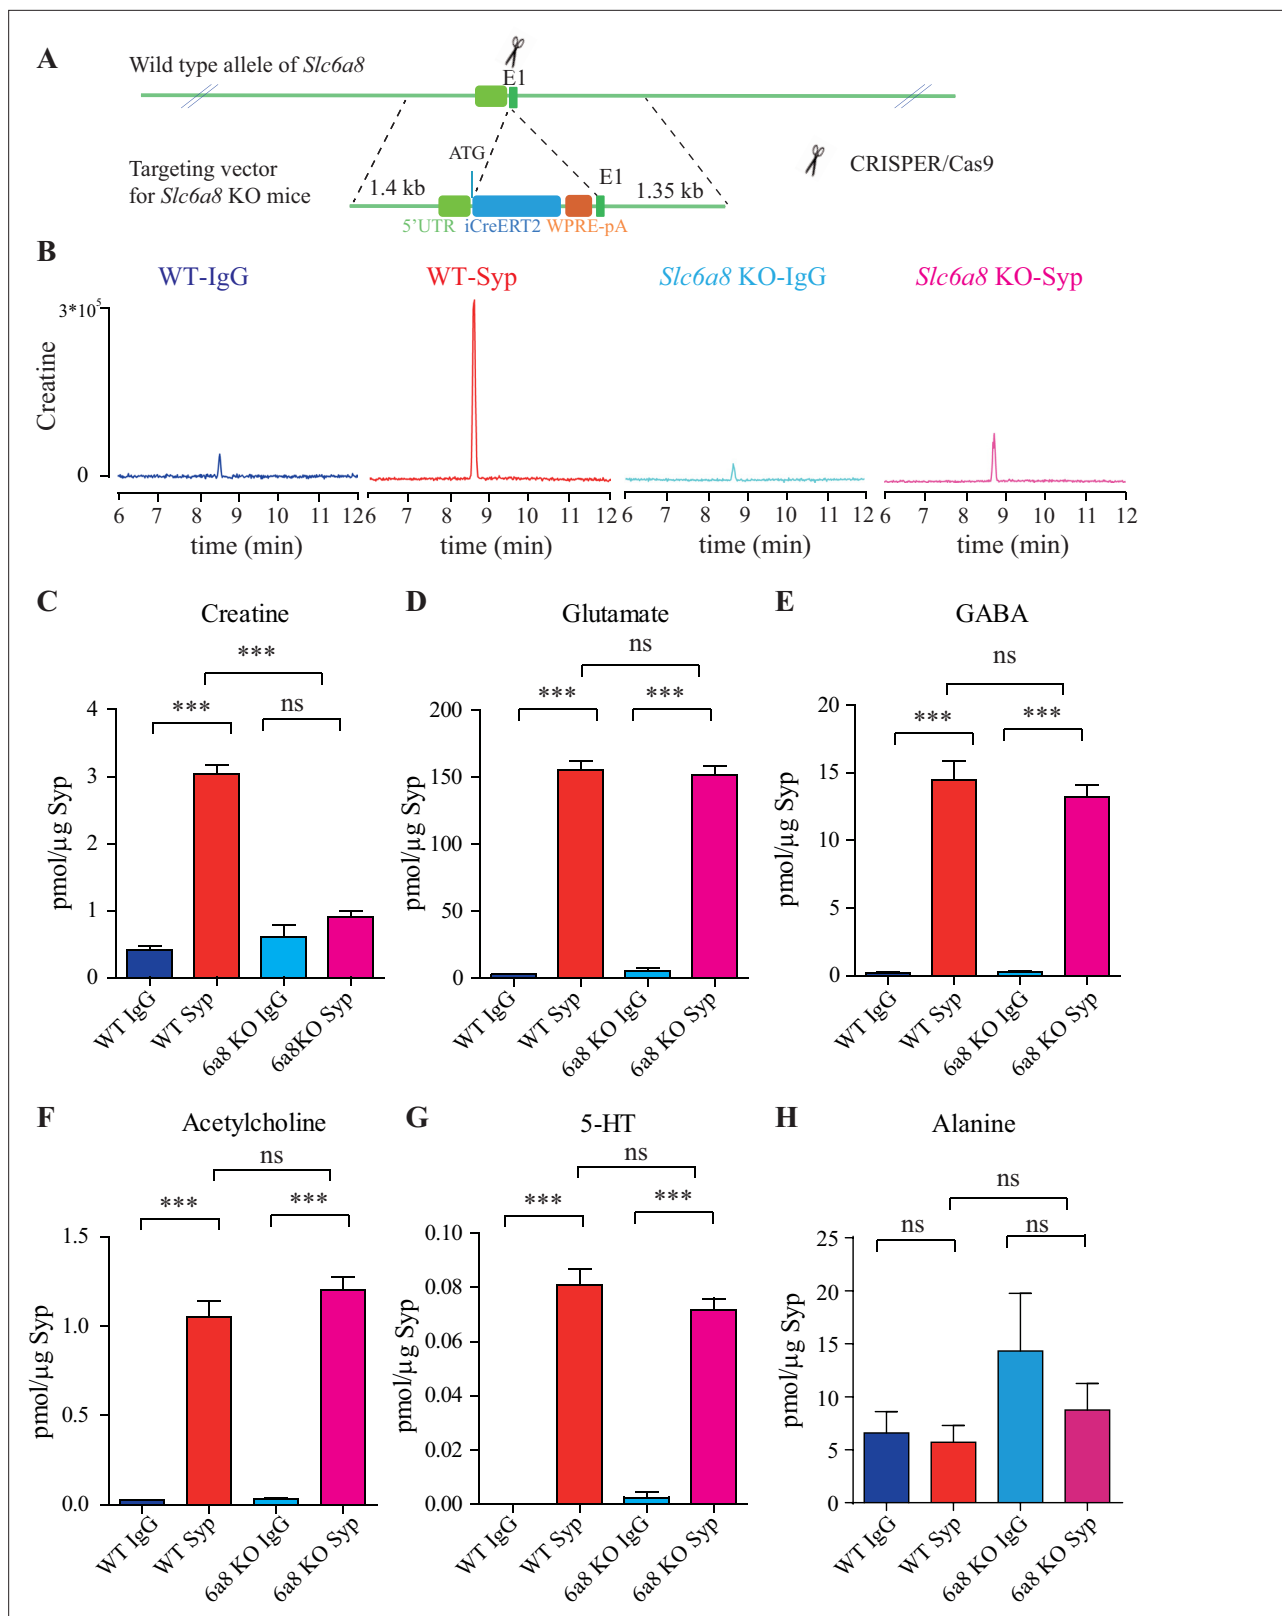 A
Wild type allele of Slc6a8
E1
Targeting vector
for Slc6a8 KO mice
ATG
E1
1.4 kb
1.35 kb
CRISPER/Cas9
5'UTR iCreERT2 WPRE-pA
B
WT-IgG WT-Syp Slc6a8 KO-IgG Slc6a8 KO-Syp
3*10^5
Creatine
0
6 7 8 9 10 11 12 6 7 8 9 10 11 12 6 7 8 9 10 11 12 6 7 8 9 10 11 12
time (min) time (min) time (min) time (min)
C
Creatine
***
*** ns
4
3
2
1
0
pmol/µg Syp
WT IgG
WT Syp
6a8 KO IgG
6a8KO Syp
D
Glutamate
ns
*** ***
200
150
100
50
0
pmol/µg Syp
WT IgG
WT Syp
6a8 KO IgG
6a8 KO Syp
E
GABA
ns
*** ***
20
15
10
5
0
pmol/µg Syp
WT IgG
WT Syp
6a8 KO IgG
6a8 KO Syp
F
Acetylcholine
ns
*** ***
1.5
1.0
0.5
0.0
pmol/µg Syp
WT IgG
WT Syp
6a8 KO IgG
6a8 KO Syp
G
5-HT
ns
*** ***
0.10
0.08
0.06
0.04
0.02
0.00
pmol/µg Syp
WT IgG
WT Syp
6a8 KO IgG
6a8 KO Syp
H
Alanine
ns
ns ns
25
20
15
10
5
0
pmol/µg Syp
WT IgG
WT Syp
6a8 KO IgG
6a8 KO Syp